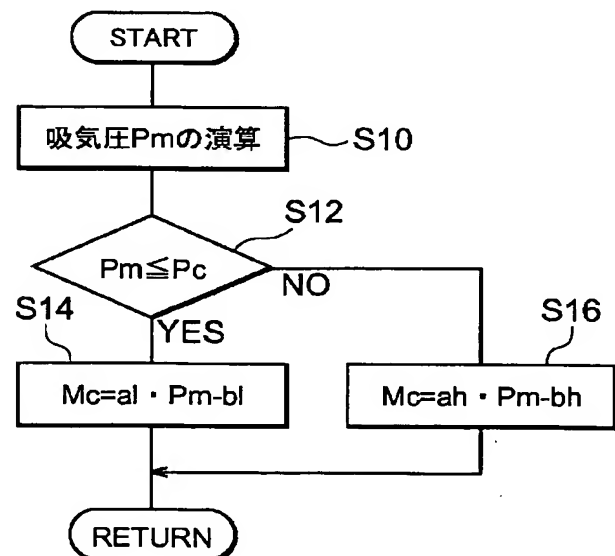 START
吸気圧Pmの演算
S10
S12
Pm≦Pc
NO
S14
YES
S16
Mc=al・Pm-bl
Mc=ah・Pm-bh
RETURN